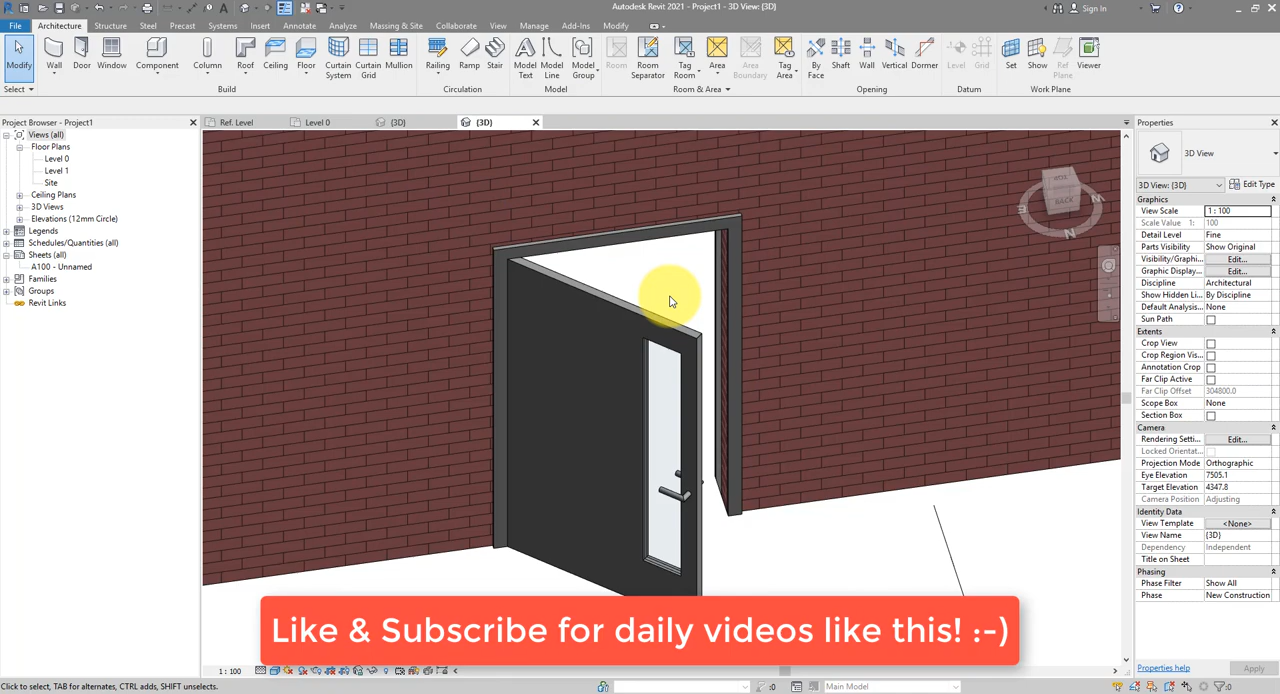 Autodesk Revit 2021 - Project1 - 3D View: {3D}
Sign In
File Architecture Structure Steel Precast Systems Insert Annotate Analyze Massing & Site Collaborate View Manage Add-Ins Modify
Modify Wall Door Window Component Column Roof Ceiling Floor Curtain System Curtain Grid Mullion Railing Ramp Stair Model Text Model Line Model Group Room Room Separator Tag Room Area Area Boundary Tag Area By Face Shaft Wall Vertical Dormer Level Grid Set Show Ref Plane Viewer
Select Build Circulation Model Room & Area Opening Datum Work Plane
Project Browser - Project1
Views (all)
Floor Plans
Level 0
Level 1
Site
Ceiling Plans
3D Views
Elevations (12mm Circle)
Legends
Schedules/Quantities (all)
Sheets (all)
A100 - Unnamed
Families
Groups
Revit Links
Ref. Level Level 0 {3D} {3D}
BACK
N
Properties
3D View
3D View: {3D} Edit Type
Graphics
View Scale 1 : 100
Scale Value 1: 100
Detail Level Fine
Parts Visibility Show Original
Visibility/Graphi... Edit...
Graphic Display... Edit...
Discipline Architectural
Show Hidden Li... By Discipline
Default Analysis... None
Sun Path
Extents
Crop View
Crop Region Vis...
Annotation Crop
Far Clip Active
Far Clip Offset 304800.0
Scope Box None
Section Box
Camera
Rendering Setti... Edit...
Locked Orientat...
Projection Mode Orthographic
Eye Elevation 7505.1
Target Elevation 4347.8
Camera Position Adjusting
Identity Data
View Template <None>
View Name {3D}
Dependency Independent
Title on Sheet
Phasing
Phase Filter Show All
Phase New Construction
Properties help Apply
Like & Subscribe for daily videos like this! :-)
1 : 100
Click to select, TAB for alternates, CTRL adds, SHIFT unselects.
:0 Main Model :0